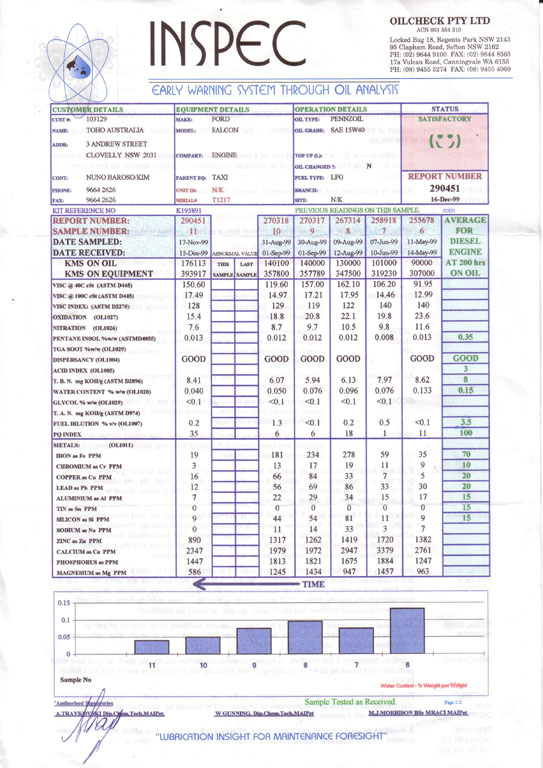 INSPEC
OILCHECK PTY LTD
ACN 001 554 310
Locked Bag 18, Regents Park NSW 2143
95 Clapham Road, Sefton NSW 2162
PH: (02) 9644 9100 FAX: (02) 9644 8585
17a Vulcan Road, Canningvale WA 6155
PH: (08) 9455 5274 FAX: (08) 9455 4069
EARLY WARNING SYSTEM THROUGH OIL ANALYSIS
CUSTOMER DETAILS EQUIPMENT DETAILS OPERATION DETAILS STATUS
CUST #: 103129 MAKE: FORD OIL TYPE: PENNZOIL SATISFACTORY
NAME: TOHO AUSTRALIA MODEL: SALCON OIL GRADE: SAE 15W40
ADDR: 3 ANDREW STREET
CLOVELLY NSW 2031 COMPART: ENGINE TOP UP (L):
OIL CHANGED ?: N
CONT: NUNO BAROSO/KIM PARENT EQ: TAXI FUEL TYPE: LPG REPORT NUMBER
PHONE: 9664 2626 UNIT ID: N/K BRANCH: 290451
FAX: 9664 2626 SERIAL# T1217 SITE: N/K 16-Dec-99
KIT REFERENCE NO K195891 PREVIOUS READINGS ON THIS SAMPLE
REPORT NUMBER: 290451 270318 270317 267314 258918 255678 AVERAGE
SAMPLE NUMBER: 11 10 9 8 7 6 FOR
DATE SAMPLED: 17-Nov-99 31-Aug-99 30-Aug-99 09-Aug-99 07-Jun-99 11-May-99 DIESEL
DATE RECEIVED: 15-Dec-99 ABNORMAL VALUE 01-Sep-99 01-Sep-99 12-Aug-99 10-Jun-99 14-May-99 ENGINE
KMS ON OIL 176113 THIS LAST 140100 140000 130000 101000 90000 AT 200 hrs
KMS ON EQUIPMENT 393917 SAMPLE SAMPLE 357800 357789 347500 319230 307000 ON OIL
VISC @ 40C cSt (ASTM D445) 150.60 119.60 157.00 162.10 106.20 91.95
VISC @ 100C cSt (ASTM D445) 17.49 14.97 17.21 17.95 14.46 12.99
VISC INDEX: (ASTM D2270) 128 129 119 122 140 140
OXIDATION (OL1027) 15.4 18.8 20.8 22.1 19.8 23.6
NITRATION (OL1026) 7.6 8.7 9.7 10.5 9.8 11.6
PENTANE INSOL %w/w (ASTMD4055) 0.013 0.012 0.012 0.012 0.008 0.013 0.35
TGA SOOT %w/w (OL1029)
DISPERSANCY (OL1004) GOOD GOOD GOOD GOOD GOOD GOOD GOOD
ACID INDEX (OL1005) 3
T. B. N. mg KOH/g (ASTM D2896) 8.41 6.07 5.94 6.13 7.97 8.62 8
WATER CONTENT % w/w (OL1020) 0.040 0.050 0.076 0.096 0.076 0.133 0.15
GLYCOL % w/w (OL1029) <0.1 <0.1 <0.1 <0.1 <0.1
T. A. N. mg KOH/g (ASTM D974)
FUEL DILUTION % v/v (OL1007) 0.2 1.3 <0.1 0.2 0.5 <0.1 3.5
PQ INDEX 35 6 6 18 1 11 100
METALS: (OL1011)
IRON as Fe PPM 19 181 234 278 59 35 70
CHROMIUM as Cr PPM 3 13 17 19 11 9 10
COPPER as Cu PPM 16 66 84 33 7 5 20
LEAD as Pb PPM 12 56 69 86 33 30 20
ALUMINIUM as Al PPM 7 22 29 34 15 17 15
TIN as Sn PPM 0 0 0 0 0 0 15
SILICON as Si PPM 9 44 54 81 11 9 15
SODIUM as Na PPM 0 11 14 33 3 7
ZINC as Zn PPM 890 1317 1262 1419 1720 1382
CALCIUM as Ca PPM 2347 1979 1972 2947 3379 2761
PHOSPHORUS as PPM 1447 1813 1821 1675 1884 1247
MAGNESIUM as Mg PPM 586 1245 1434 947 1457 963
TIME
0.15
0.1
0.05
0
11 10 9 8 7 6
Sample No
Water Content - % Weight per Weight
Authorised Signatories Sample Tested as Received. Page 1/2
A.TRAYKOVSKI Dip.Chem.Tech.MAIPet W GUNNING. Dip.Chem.Tech.MAIPet M.J.MORRISON BSc MRACI MAIPet
"LUBRICATION INSIGHT FOR MAINTENANCE FORESIGHT"